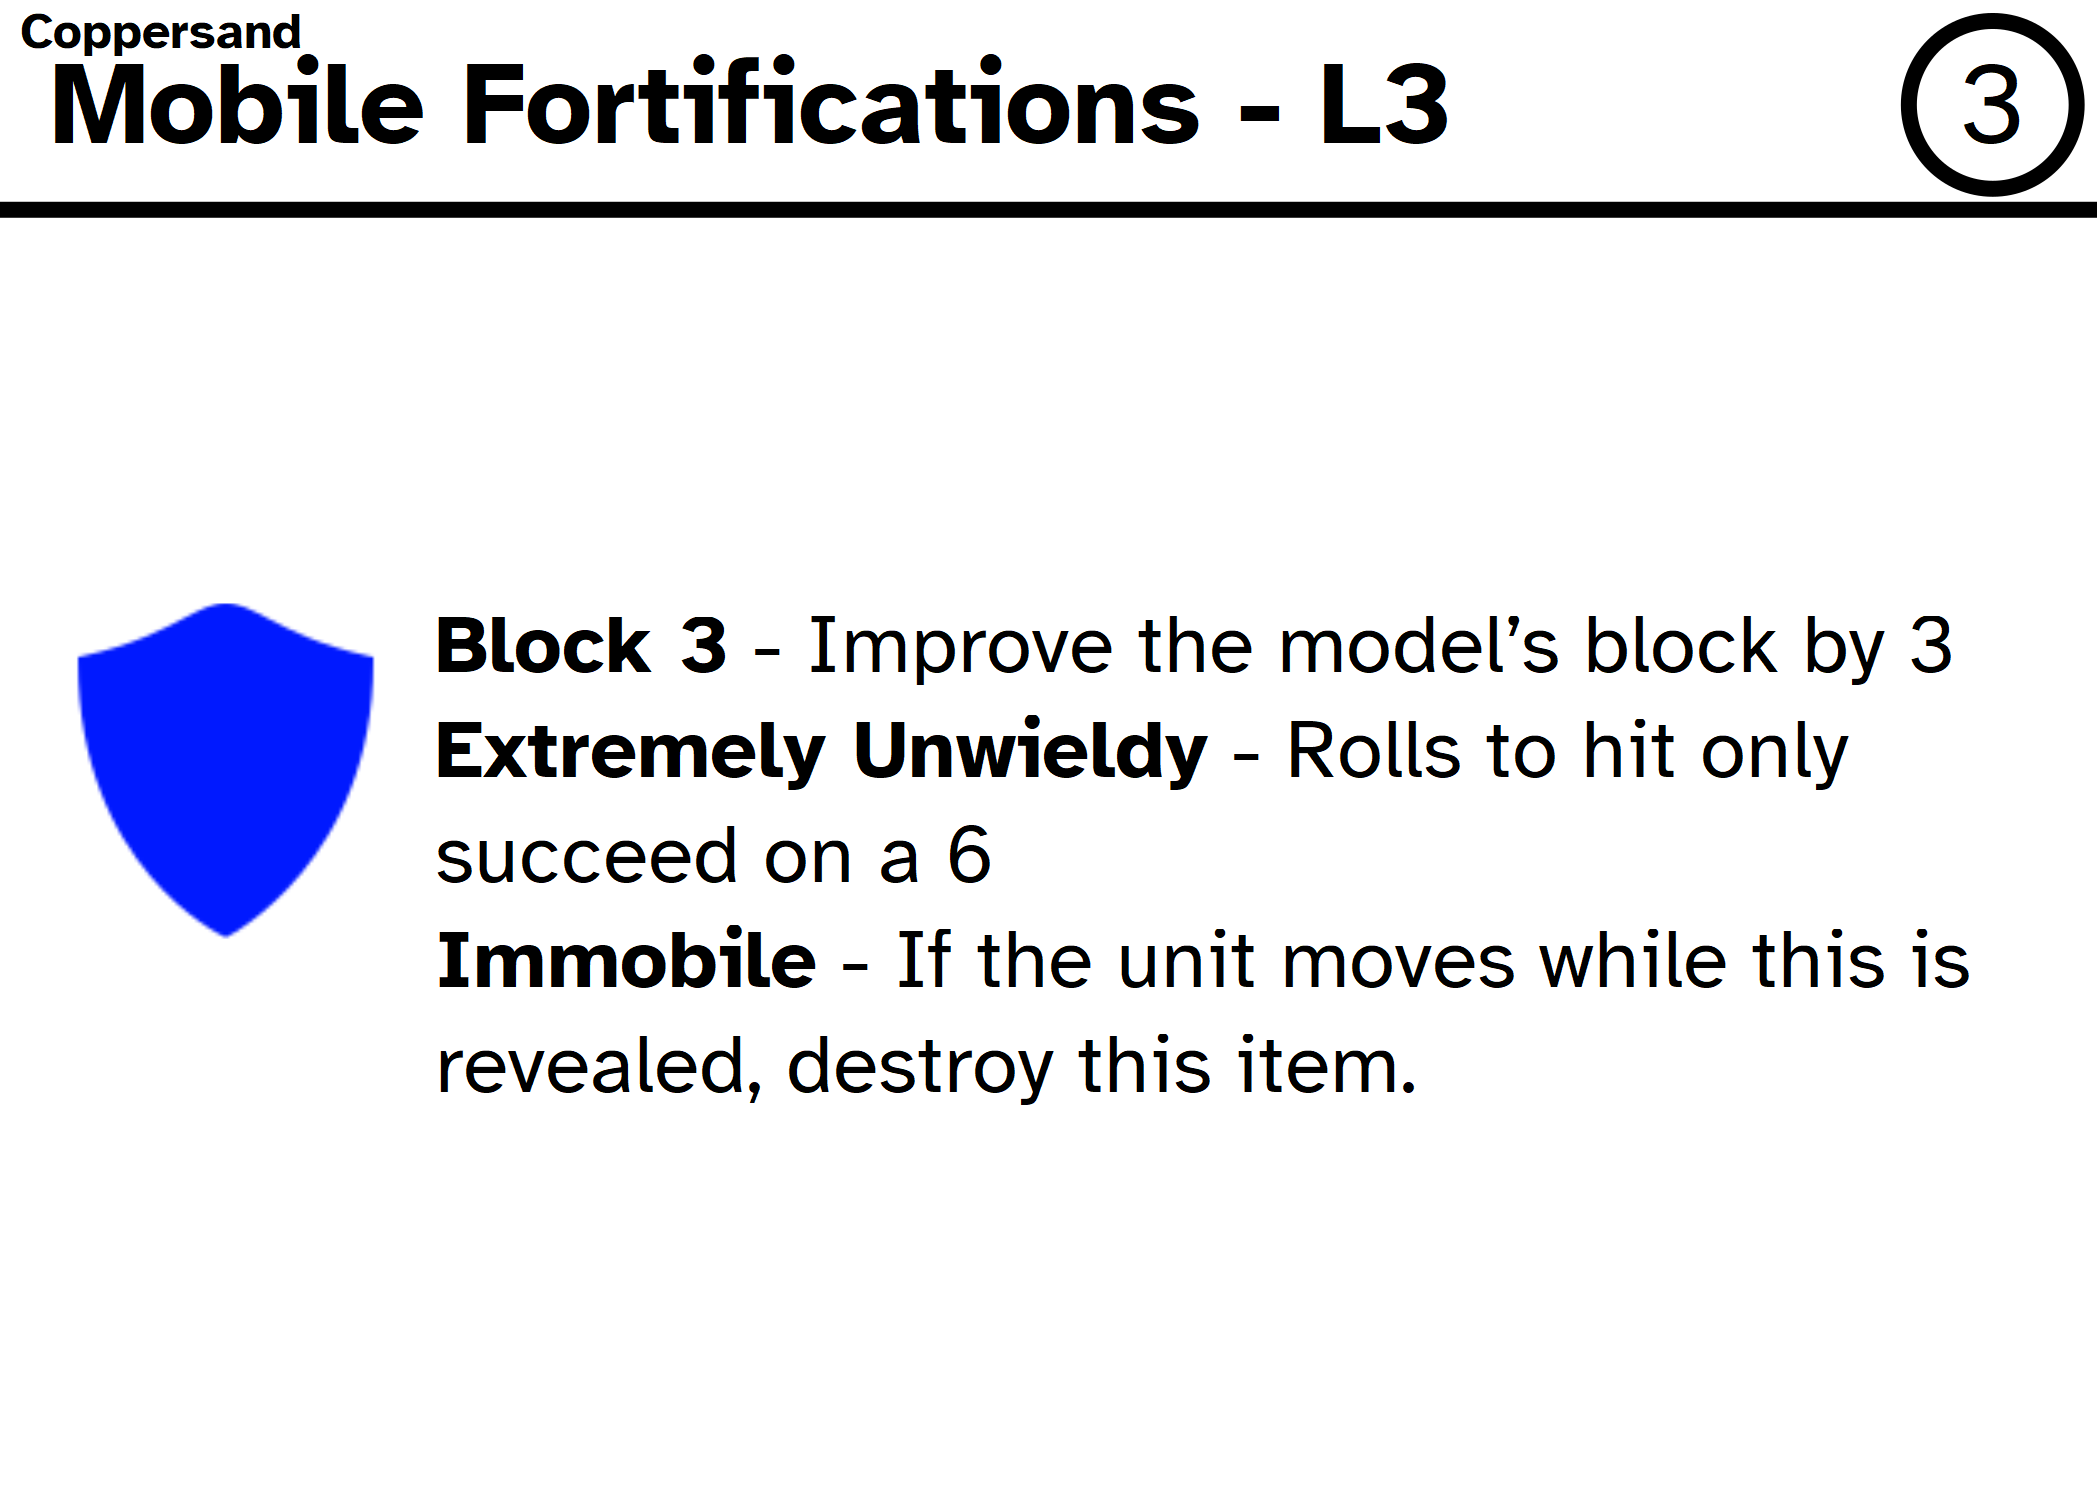 Coppersand
Mobile Fortifications - L3
3
Block 3 - Improve the model’s block by 3
Extremely Unwieldy - Rolls to hit only
succeed on a 6
Immobile - If the unit moves while this is
revealed, destroy this item.